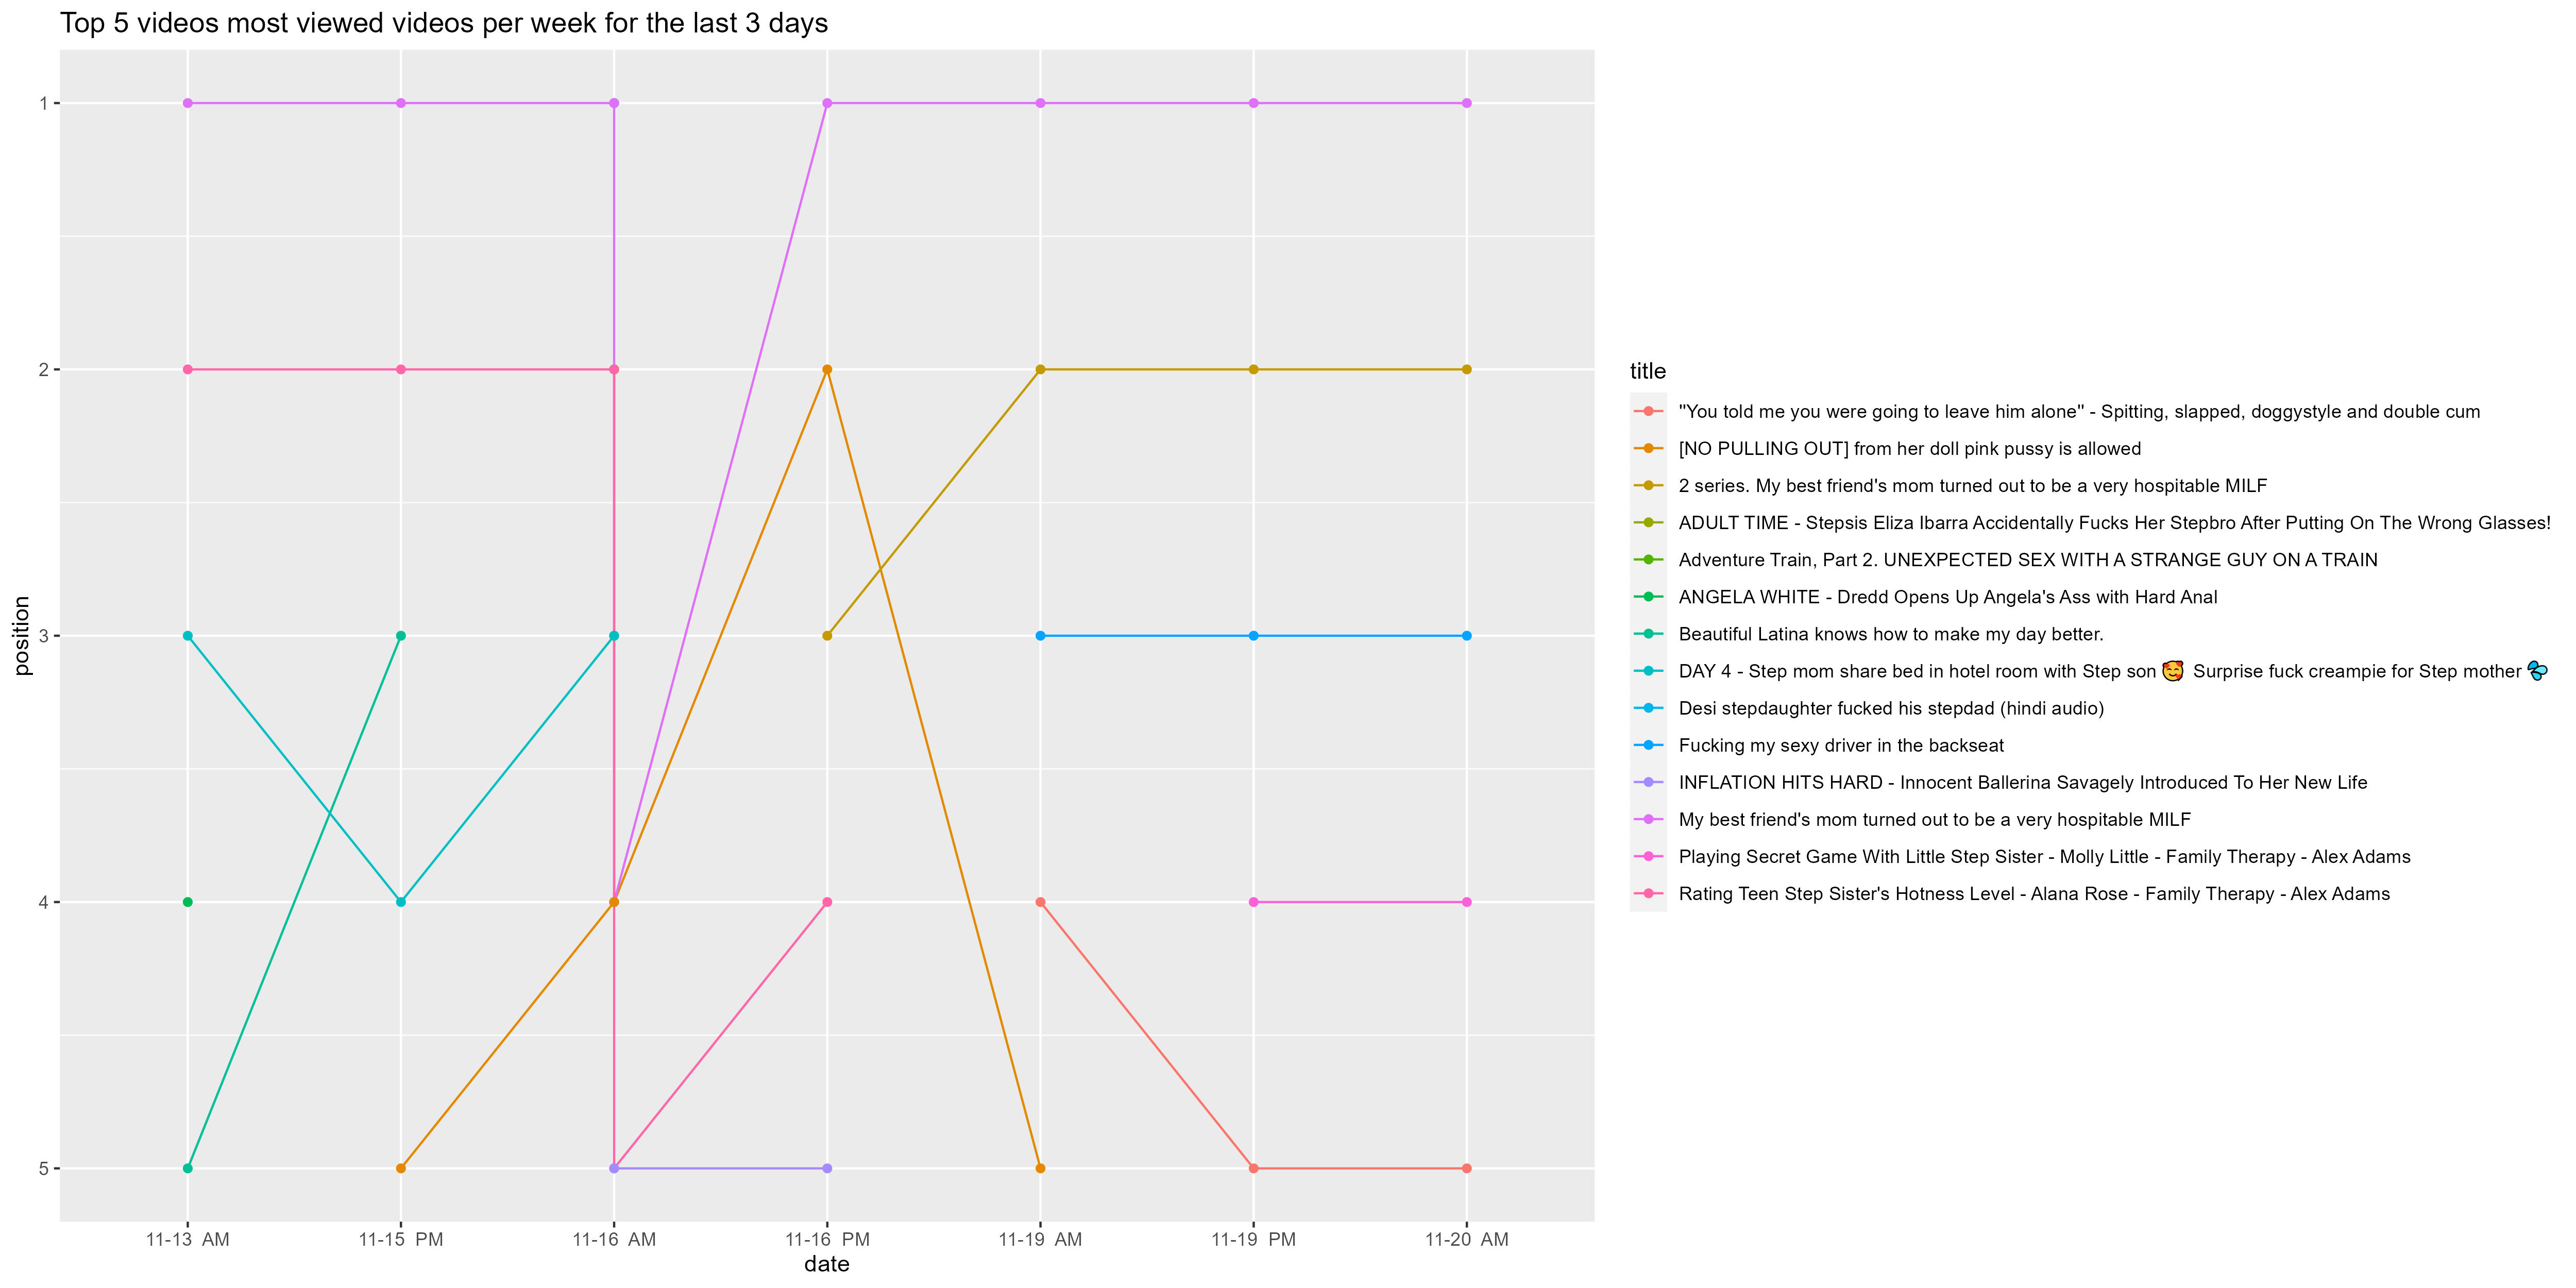 Top 5 videos most viewed videos per week for the last 3 days
position
1
2
3
4
5
11-13 AM
11-15 PM
11-16 AM
11-16 PM
11-19 AM
11-19 PM
11-20 AM
date
title
"You told me you were going to leave him alone" - Spitting, slapped, doggystyle and double cum
[NO PULLING OUT] from her doll pink pussy is allowed
2 series. My best friend's mom turned out to be a very hospitable MILF
ADULT TIME - Stepsis Eliza Ibarra Accidentally Fucks Her Stepbro After Putting On The Wrong Glasses!
Adventure Train, Part 2. UNEXPECTED SEX WITH A STRANGE GUY ON A TRAIN
ANGELA WHITE - Dredd Opens Up Angela's Ass with Hard Anal
Beautiful Latina knows how to make my day better.
DAY 4 - Step mom share bed in hotel room with Step son 🥰 Surprise fuck creampie for Step mother 💦
Desi stepdaughter fucked his stepdad (hindi audio)
Fucking my sexy driver in the backseat
INFLATION HITS HARD - Innocent Ballerina Savagely Introduced To Her New Life
My best friend's mom turned out to be a very hospitable MILF
Playing Secret Game With Little Step Sister - Molly Little - Family Therapy - Alex Adams
Rating Teen Step Sister's Hotness Level - Alana Rose - Family Therapy - Alex Adams